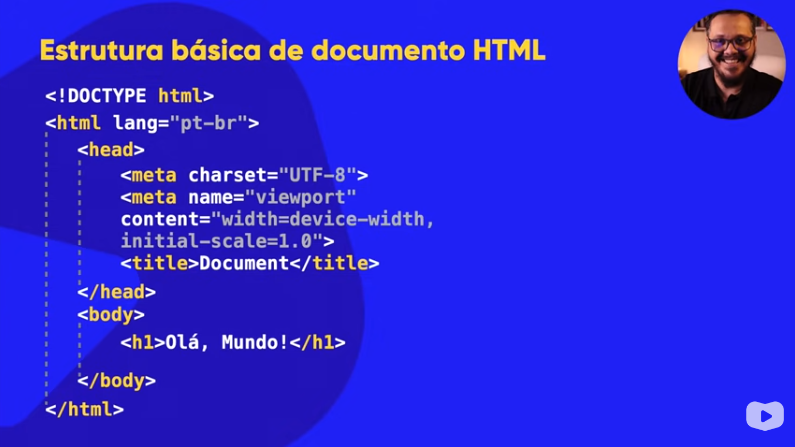 Estrutura básica de documento HTML
<!DOCTYPE html>
<html lang="pt-br">
<head>
<meta charset="UTF-8">
<meta name="viewport"
content="width=device-width,
initial-scale=1.0">
<title>Document</title>
</head>
<body>
<h1>Olá, Mundo!</h1>
</body>
</html>